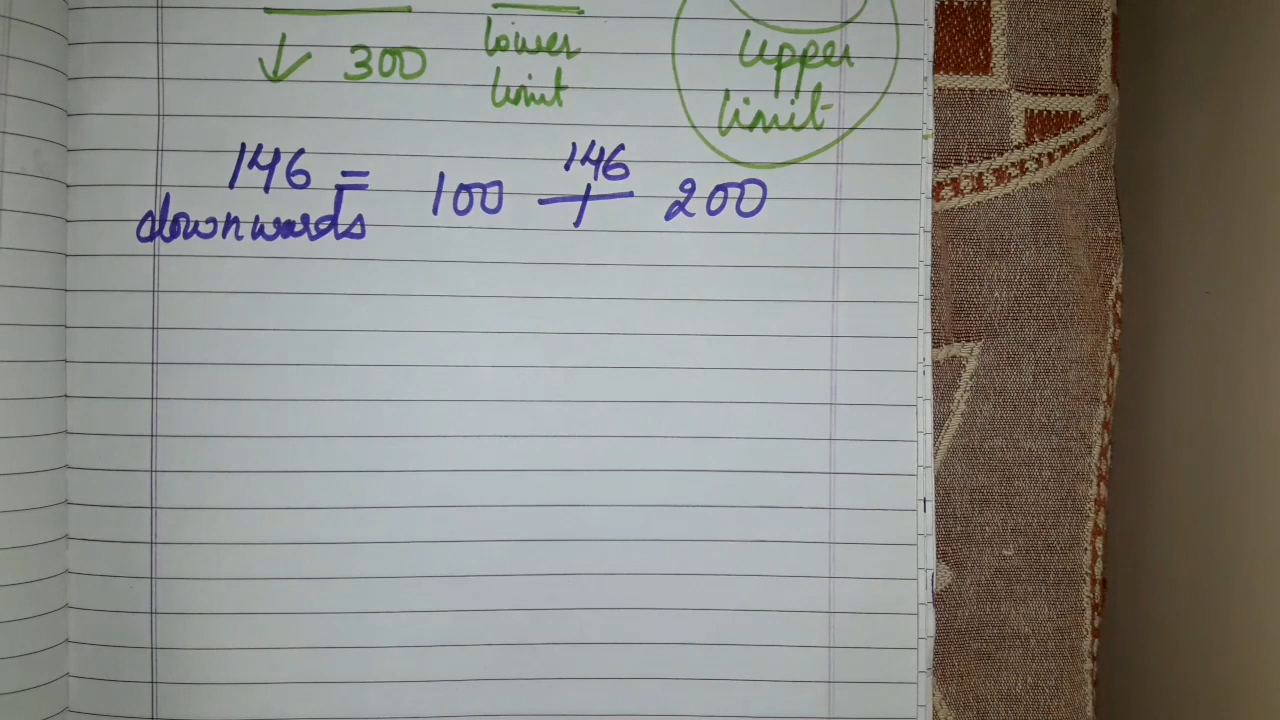 ↓ 300 lower limit upper limit
146 = 100 146 200
downwards